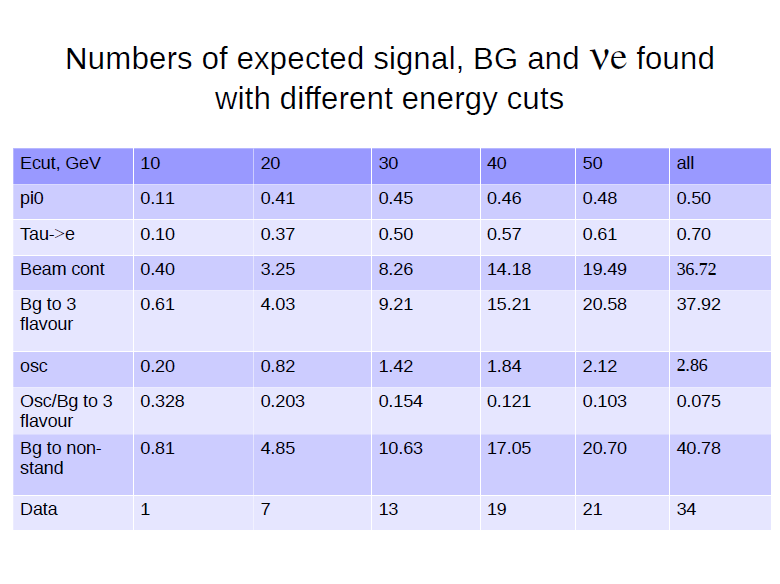 Numbers of expected signal, BG and νe found
with different energy cuts
Ecut, GeV 10 20 30 40 50 all
pi0 0.11 0.41 0.45 0.46 0.48 0.50
Tau->e 0.10 0.37 0.50 0.57 0.61 0.70
Beam cont 0.40 3.25 8.26 14.18 19.49 36.72
Bg to 3 0.61 4.03 9.21 15.21 20.58 37.92
flavour
osc 0.20 0.82 1.42 1.84 2.12 2.86
Osc/Bg to 3 0.328 0.203 0.154 0.121 0.103 0.075
flavour
Bg to non- 0.81 4.85 10.63 17.05 20.70 40.78
stand
Data 1 7 13 19 21 34